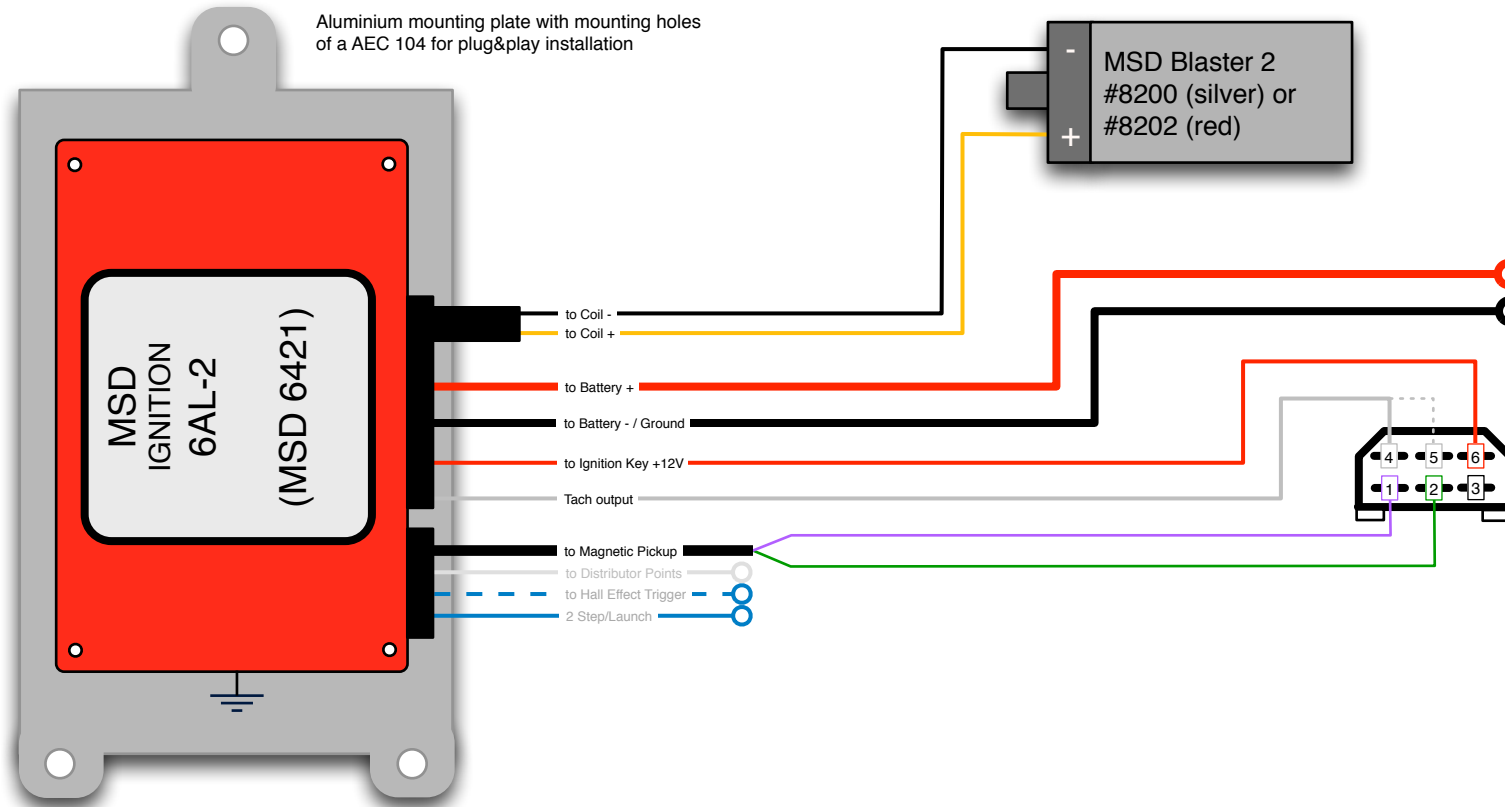 Aluminium mounting plate with mounting holes
of a AEC 104 for plug&play installation
-
+
MSD Blaster 2
#8200 (silver) or
#8202 (red)
MSD
IGNITION
6AL-2
(MSD 6421)
to Coil -
to Coil +
to Battery +
to Battery - / Ground
to Ignition Key +12V
Tach output
to Magnetic Pickup
to Distributor Points
to Hall Effect Trigger
2 Step/Launch
4 5 6
1 2 3